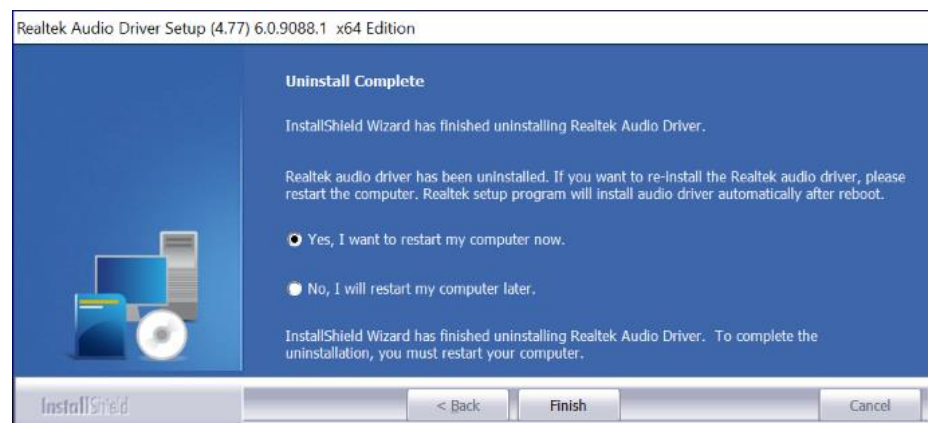 Realtek Audio Driver Setup (4.77) 6.0.9088.1 x64 Edition
Uninstall Complete
InstallShield Wizard has finished uninstalling Realtek Audio Driver.
Realtek audio driver has been uninstalled. If you want to re-install the Realtek audio driver, please
restart the computer. Realtek setup program will install audio driver automatically after reboot.
Yes, I want to restart my computer now.
No, I will restart my computer later.
InstallShield Wizard has finished uninstalling Realtek Audio Driver. To complete the
uninstallation, you must restart your computer.
InstallShield
< Back
Finish
Cancel